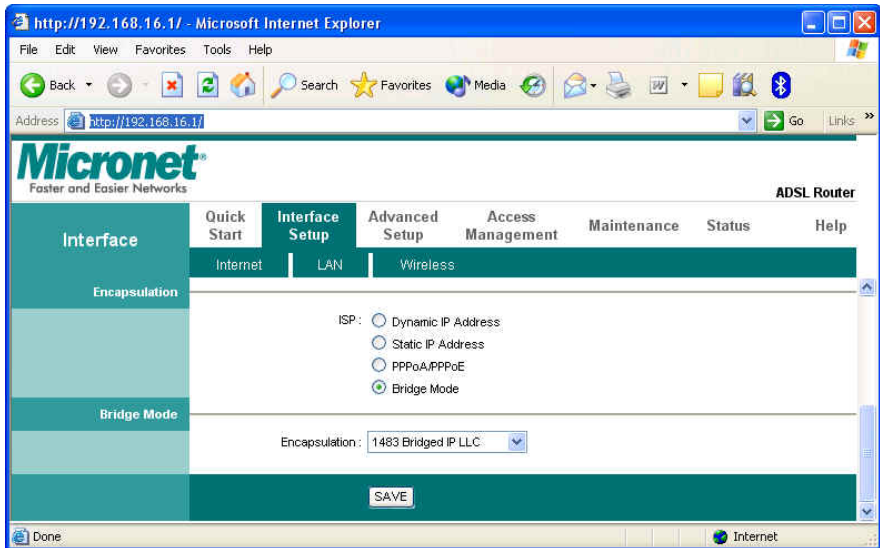 http://192.168.16.1/ - Microsoft Internet Explorer
File Edit View Favorites Tools Help
Back Search Favorites Media
Address http://192.168.16.1/ Go Links »
Micronet®
Faster and Easier Networks
ADSL Router
Interface
Quick Start
Interface Setup
Advanced Setup
Access Management
Maintenance
Status
Help
Internet LAN Wireless
Encapsulation
ISP : Dynamic IP Address
Static IP Address
PPPoA/PPPoE
Bridge Mode
Bridge Mode
Encapsulation : 1483 Bridged IP LLC
SAVE
Done Internet